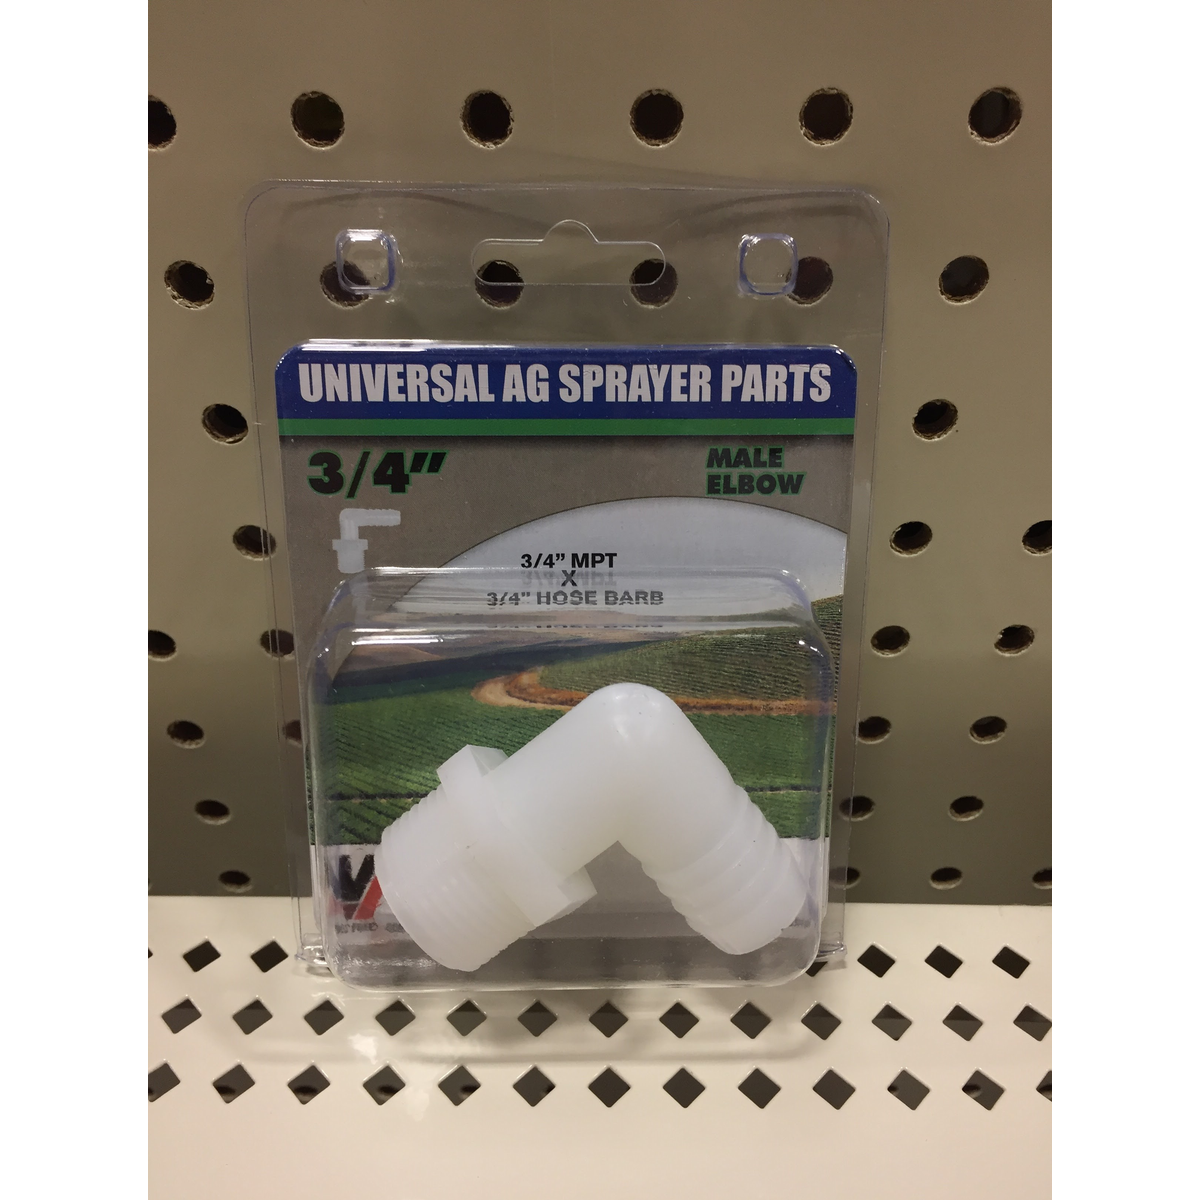 UNIVERSAL AG SPRAYER PARTS
3/4"
MALE
ELBOW
3/4" MPT
X
3/4" HOSE BARB